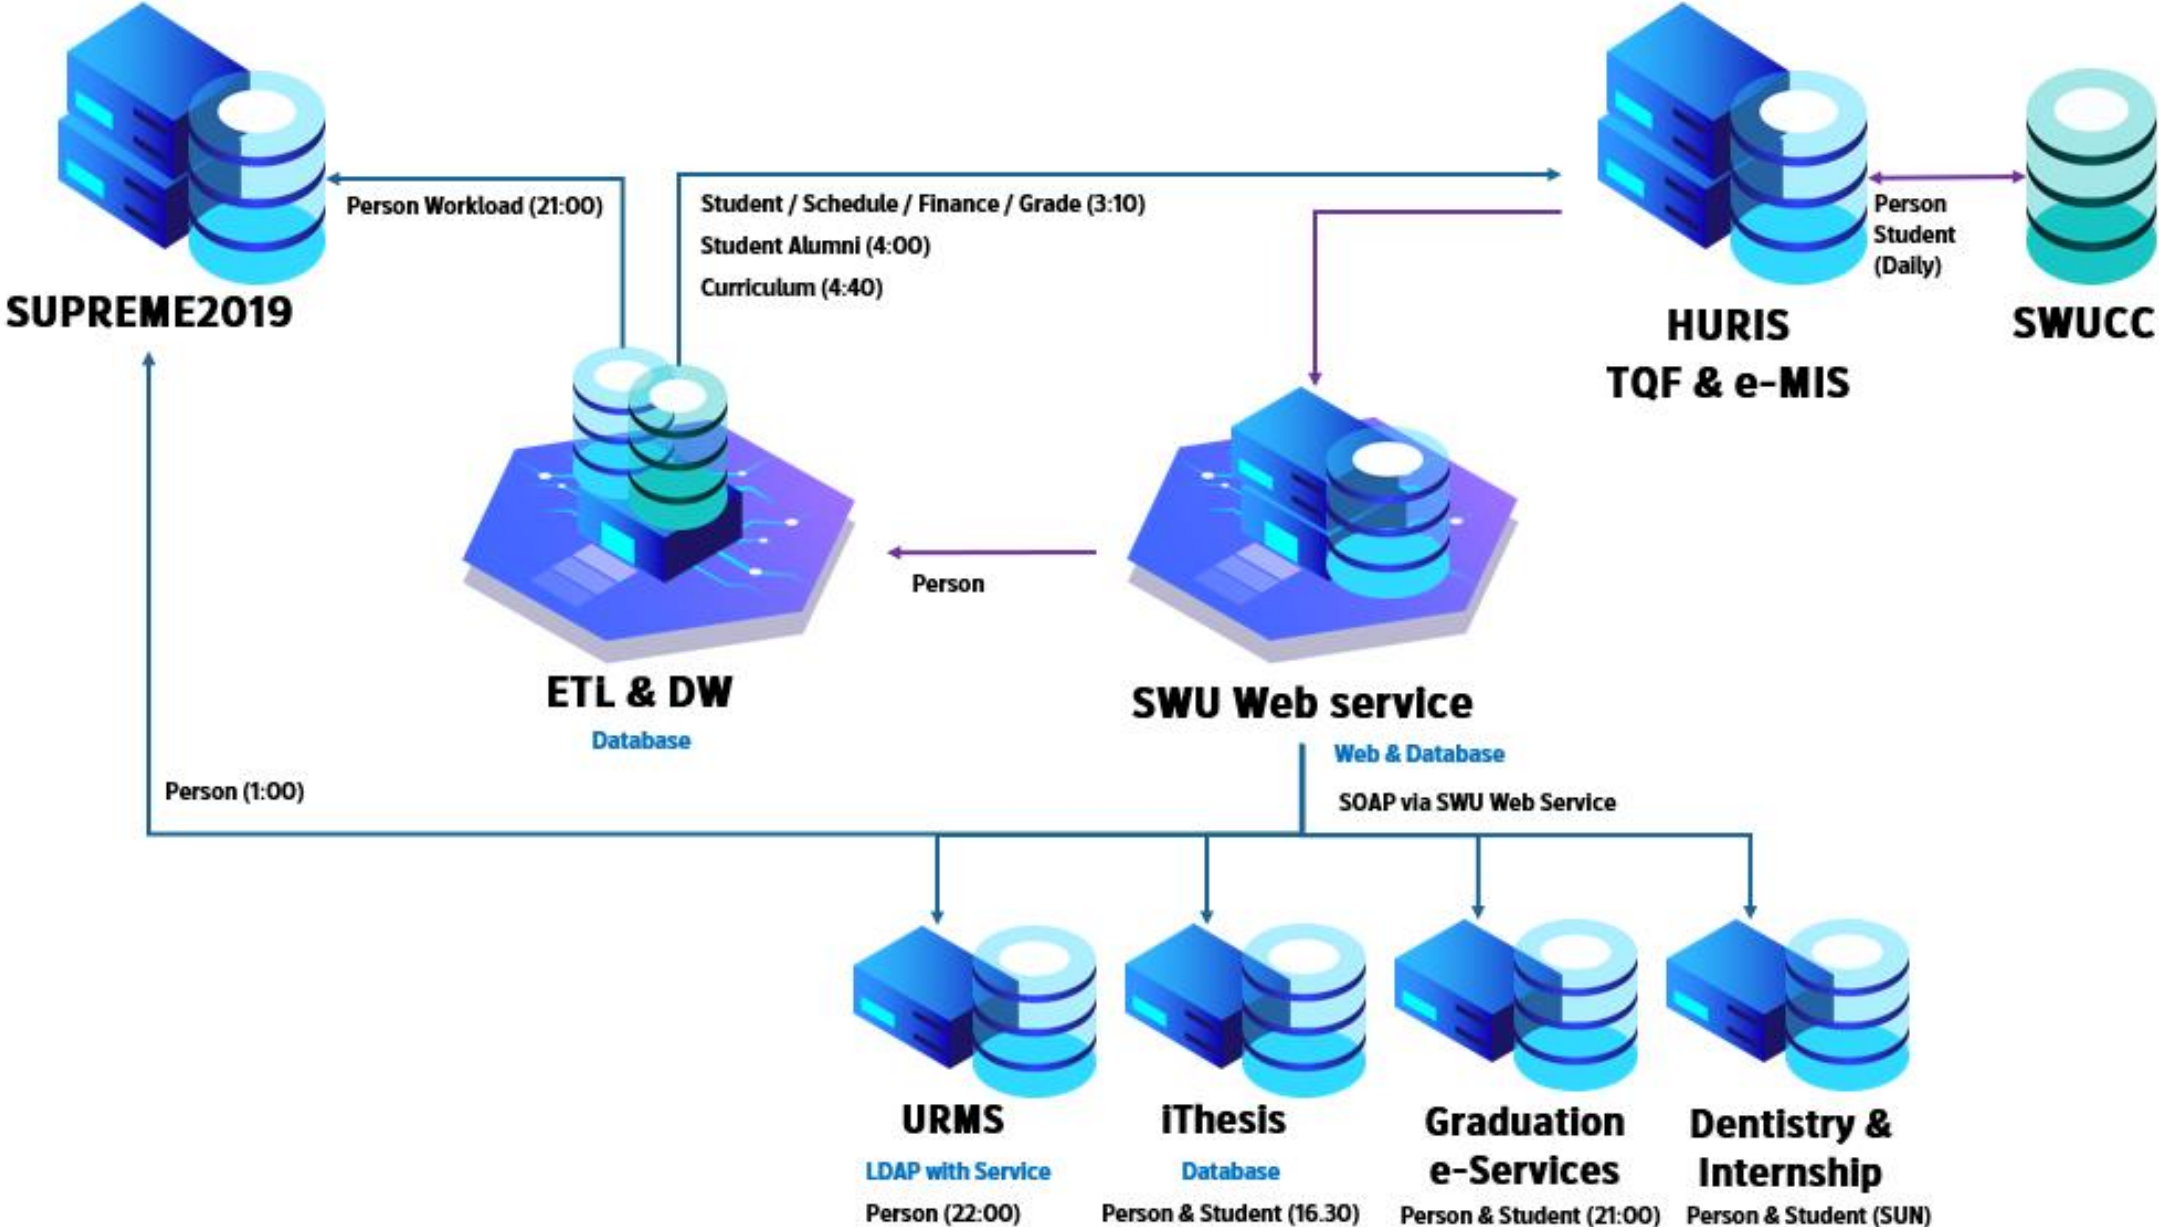 Person Workload (21:00)
SUPREME2019
Student / Schedule / Finance / Grade (3:10)
Student Alumni (4:00)
Curriculum (4:40)
Person
Student
(Daily)
HURIS
TQF & e-MIS
SWUCC
Person
ETL & DW
Database
SWU Web service
Web & Database
SOAP via SWU Web Service
Person (1:00)
URMS
LDAP with Service
Person (22:00)
iThesis
Database
Person & Student (16.30)
Graduation
e-Services
Person & Student (21:00)
Dentistry &
Internship
Person & Student (SUN)